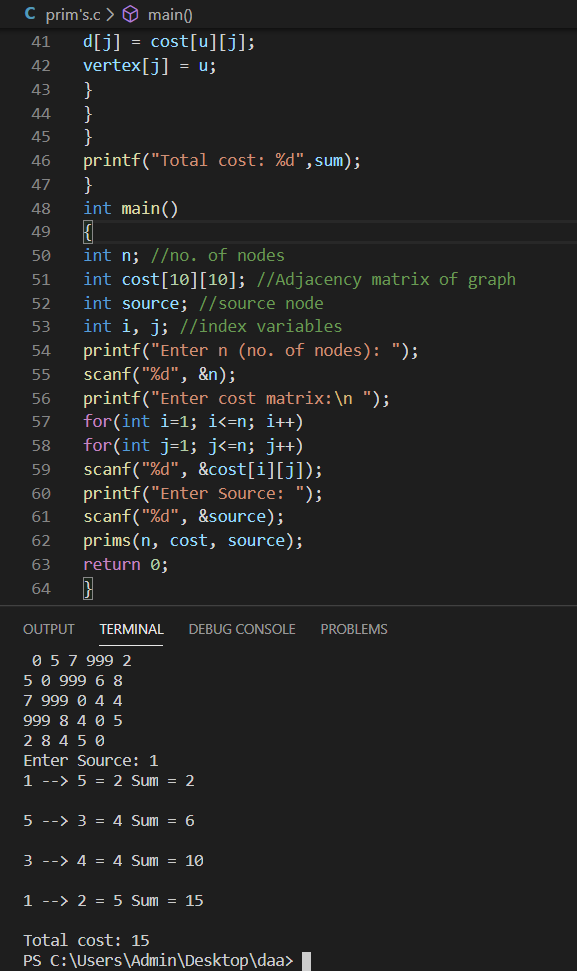 C prim's.c > main()
41 d[j] = cost[u][j];
42 vertex[j] = u;
43 }
44 }
45 }
46 printf("Total cost: %d",sum);
47 }
48 int main()
49 {
50 int n; //no. of nodes
51 int cost[10][10]; //Adjacency matrix of graph
52 int source; //source node
53 int i, j; //index variables
54 printf("Enter n (no. of nodes): ");
55 scanf("%d", &n);
56 printf("Enter cost matrix:\n ");
57 for(int i=1; i<=n; i++)
58 for(int j=1; j<=n; j++)
59 scanf("%d", &cost[i][j]);
60 printf("Enter Source: ");
61 scanf("%d", &source);
62 prims(n, cost, source);
63 return 0;
64 }
OUTPUT TERMINAL DEBUG CONSOLE PROBLEMS
0 5 7 999 2
5 0 999 6 8
7 999 0 4 4
999 8 4 0 5
2 8 4 5 0
Enter Source: 1
1 --> 5 = 2 Sum = 2
5 --> 3 = 4 Sum = 6
3 --> 4 = 4 Sum = 10
1 --> 2 = 5 Sum = 15
Total cost: 15
PS C:\Users\Admin\Desktop\daa>